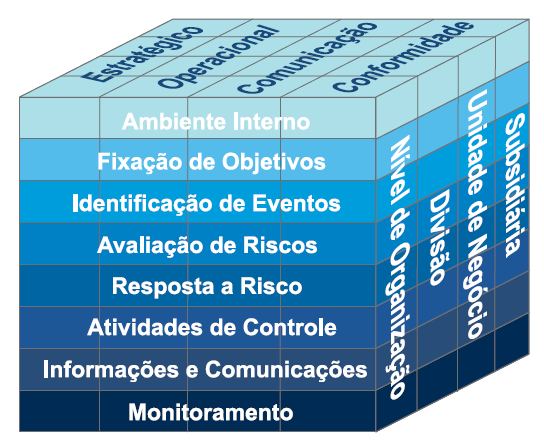 Estratégico
Operacional
Comunicação
Conformidade
Ambiente Interno
Fixação de Objetivos
Identificação de Eventos
Avaliação de Riscos
Resposta a Risco
Atividades de Controle
Informações e Comunicações
Monitoramento
Nível de Organização
Divisão
Unidade de Negócio
Subsidiária